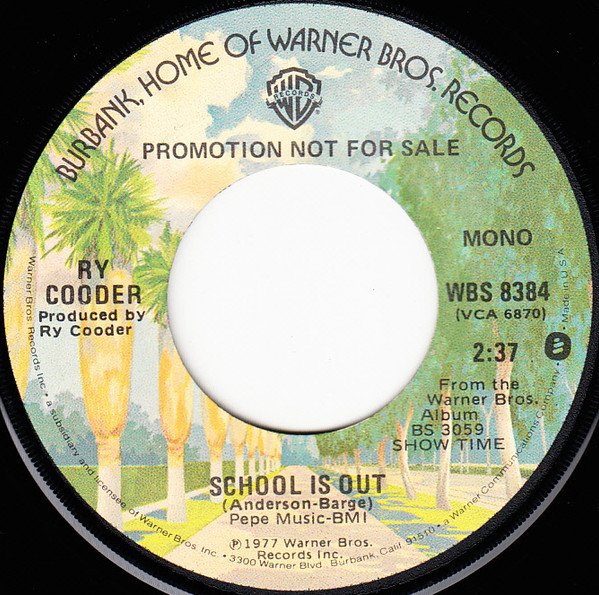 BURBANK, HOME OF WARNER BROS. RECORDS
WB
RECORDS
PROMOTION NOT FOR SALE
MONO
RY
COODER
Produced by
Ry Cooder
WBS 8384
(VCA 6870)
2:37
From the
Warner Bros.
Album
BS 3059
SHOW TIME
SCHOOL IS OUT
(Anderson-Barge)
Pepe Music-BMI
℗1977 Warner Bros.
Records Inc.
Warner Bros Records Inc. • a subsidiary and licensee of Warner Bros. Inc. • 3300 Warner Blvd. Burbank, Calif. 91510 • a Warner Communications Company. • Made in U.S.A.